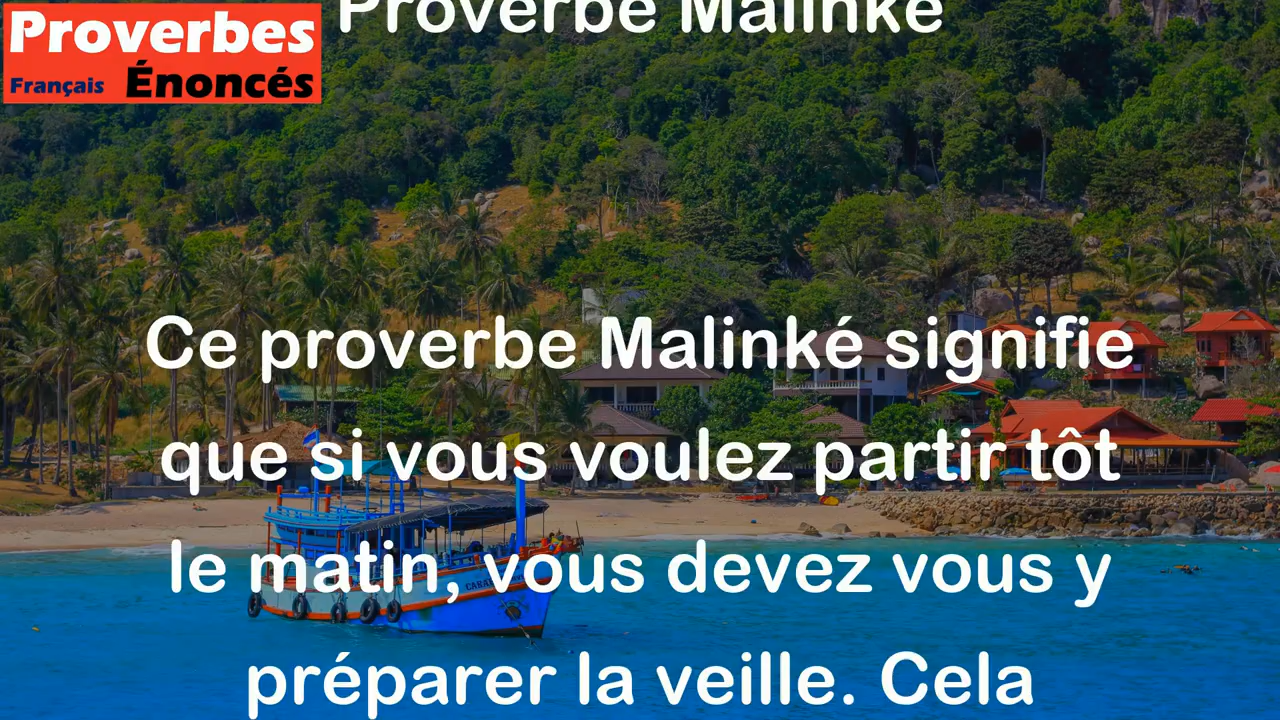 Proverbes
Français Énoncés
Proverbe Malinké
Ce proverbe Malinké signifie
que si vous voulez partir tôt
le matin, vous devez vous y
préparer la veille. Cela